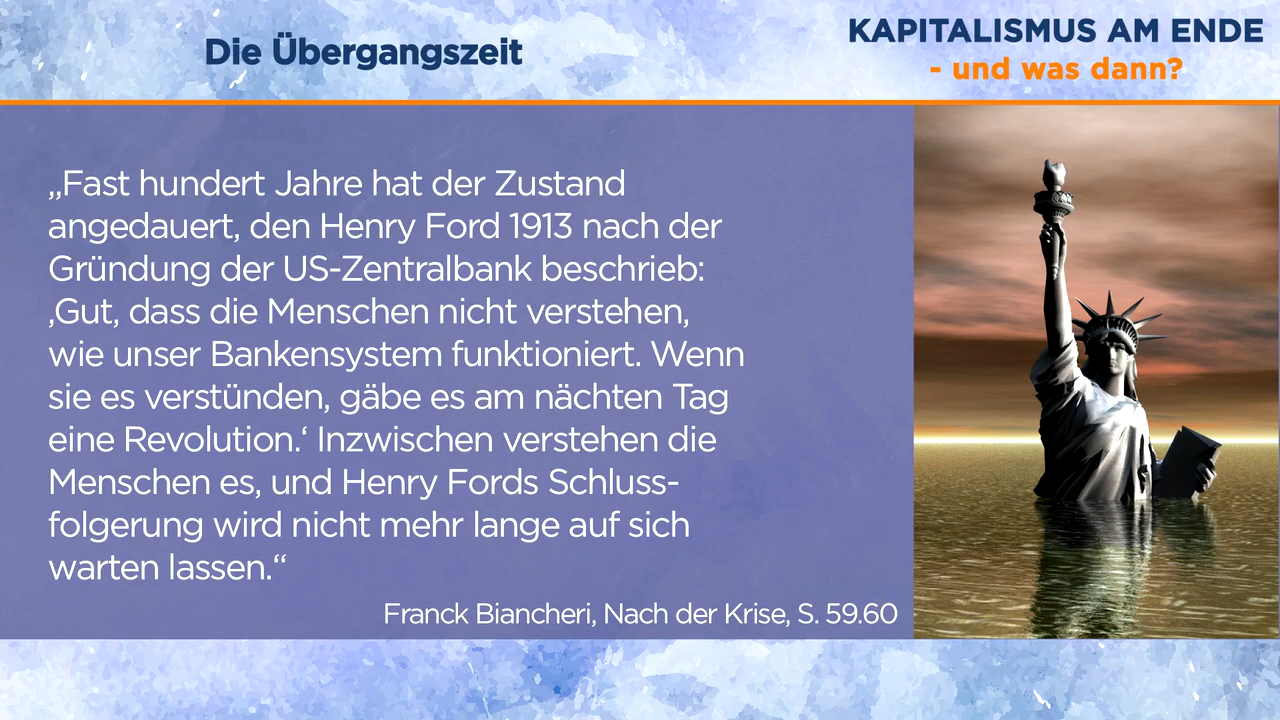 Die Übergangszeit
KAPITALISMUS AM ENDE
- und was dann?
„Fast hundert Jahre hat der Zustand
angedauert, den Henry Ford 1913 nach der
Gründung der US-Zentralbank beschrieb:
‚Gut, dass die Menschen nicht verstehen,
wie unser Bankensystem funktioniert. Wenn
sie es verstünden, gäbe es am nächten Tag
eine Revolution.‘ Inzwischen verstehen die
Menschen es, und Henry Fords Schluss-
folgerung wird nicht mehr lange auf sich
warten lassen.“
Franck Biancheri, Nach der Krise, S. 59.60